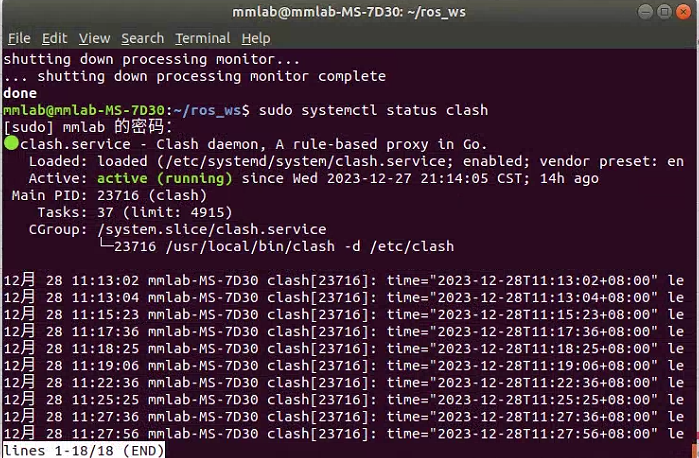 mmlab@mmlab-MS-7D30: ~/ros_ws
File Edit View Search Terminal Help
shutting down processing monitor...
... shutting down processing monitor complete
done
mmlab@mmlab-MS-7D30:~/ros_ws$ sudo systemctl status clash
[sudo] mmlab 的密码：
●clash.service - Clash daemon, A rule-based proxy in Go.
   Loaded: loaded (/etc/systemd/system/clash.service; enabled; vendor preset: en
   Active: active (running) since Wed 2023-12-27 21:14:05 CST; 14h ago
 Main PID: 23716 (clash)
    Tasks: 37 (limit: 4915)
   CGroup: /system.slice/clash.service
           └─23716 /usr/local/bin/clash -d /etc/clash
12月 28 11:13:02 mmlab-MS-7D30 clash[23716]: time="2023-12-28T11:13:02+08:00" le
12月 28 11:13:04 mmlab-MS-7D30 clash[23716]: time="2023-12-28T11:13:04+08:00" le
12月 28 11:15:23 mmlab-MS-7D30 clash[23716]: time="2023-12-28T11:15:23+08:00" le
12月 28 11:17:36 mmlab-MS-7D30 clash[23716]: time="2023-12-28T11:17:36+08:00" le
12月 28 11:18:25 mmlab-MS-7D30 clash[23716]: time="2023-12-28T11:18:25+08:00" le
12月 28 11:19:06 mmlab-MS-7D30 clash[23716]: time="2023-12-28T11:19:06+08:00" le
12月 28 11:22:36 mmlab-MS-7D30 clash[23716]: time="2023-12-28T11:22:36+08:00" le
12月 28 11:25:25 mmlab-MS-7D30 clash[23716]: time="2023-12-28T11:25:25+08:00" le
12月 28 11:27:36 mmlab-MS-7D30 clash[23716]: time="2023-12-28T11:27:36+08:00" le
12月 28 11:27:56 mmlab-MS-7D30 clash[23716]: time="2023-12-28T11:27:56+08:00" le
lines 1-18/18 (END)